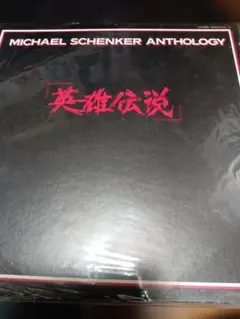 MICHAEL SCHENKER ANTHOLOGY
「英雄伝説」